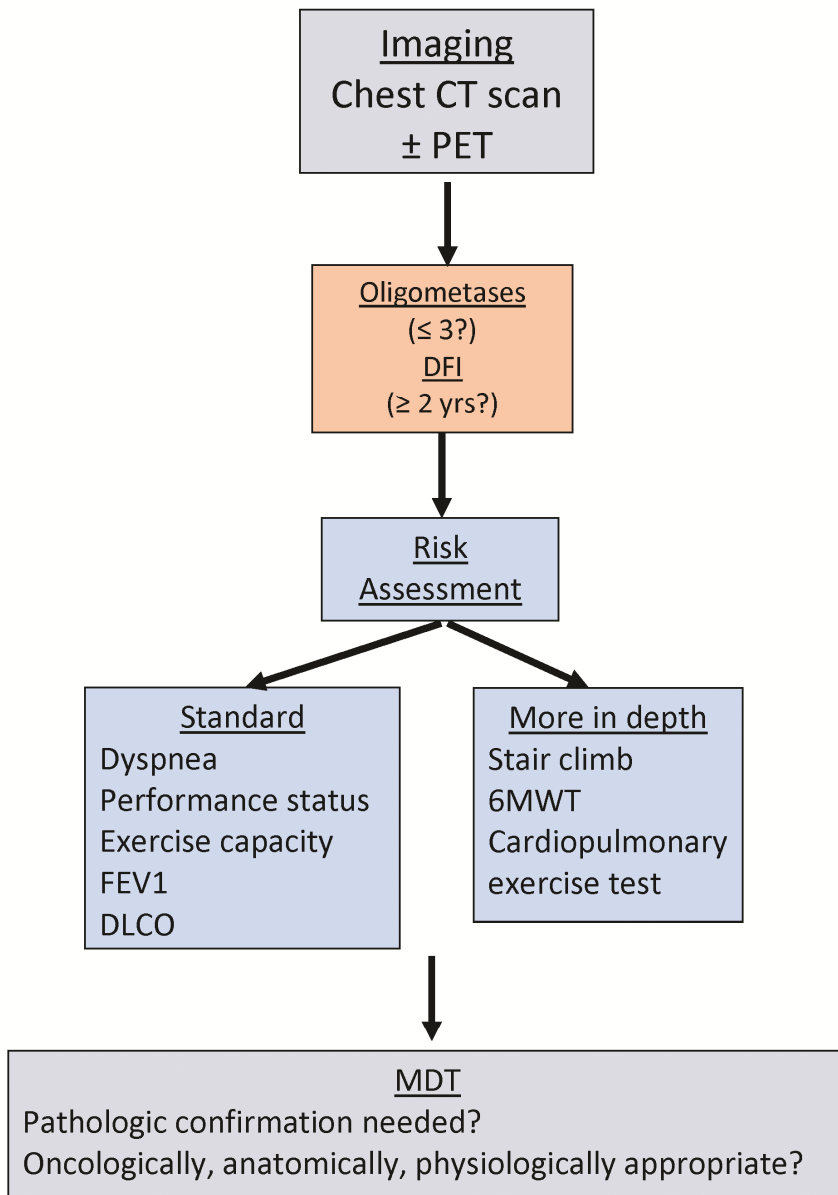 Imaging
Chest CT scan
± PET
Oligometases
(≤ 3?)
DFI
(≥ 2 yrs?)
Risk
Assessment
Standard
Dyspnea
Performance status
Exercise capacity
FEV1
DLCO
More in depth
Stair climb
6MWT
Cardiopulmonary
exercise test
MDT
Pathologic confirmation needed?
Oncologically, anatomically, physiologically appropriate?